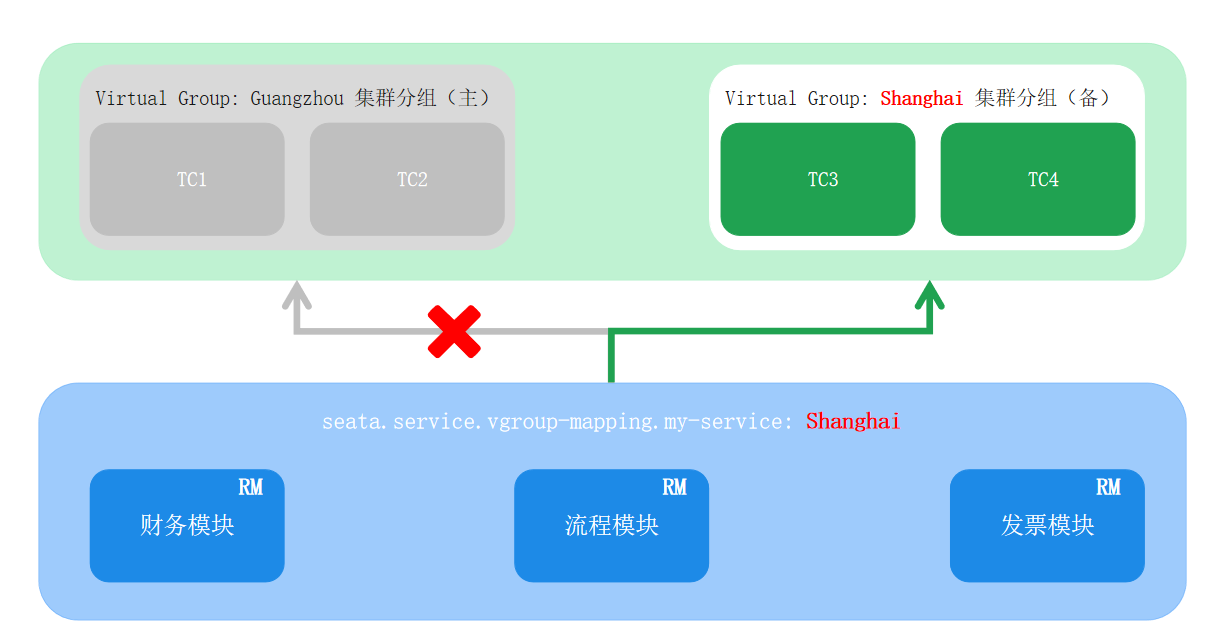 Virtual Group: Guangzhou 集群分组（主）
Virtual Group: Shanghai 集群分组（备）
TC1
TC2
TC3
TC4
seata.service.vgroup-mapping.my-service: Shanghai
RM
财务模块
RM
流程模块
RM
发票模块